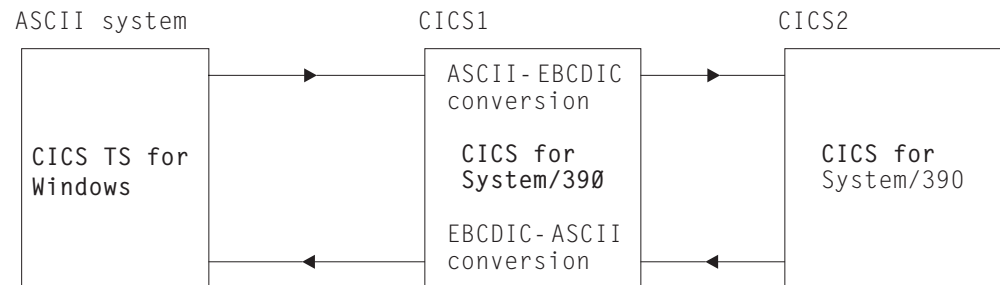 ASCII system
CICS1
CICS2
CICS TS for
Windows
ASCII-EBCDIC
conversion
CICS for
System/390
EBCDIC-ASCII
conversion
CICS for
System/390